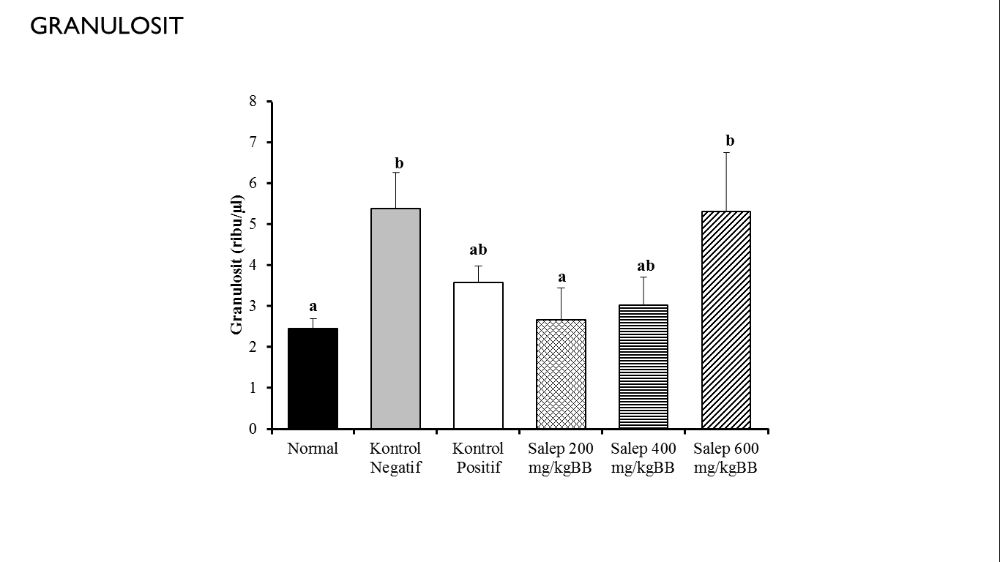 GRANULOSIT
8
7
6
5
4
3
2
1
0
Granulosit (ribu/µl)
a
b
ab
a
ab
b
Normal
Kontrol
Negatif
Kontrol
Positif
Salep 200
mg/kgBB
Salep 400
mg/kgBB
Salep 600
mg/kgBB